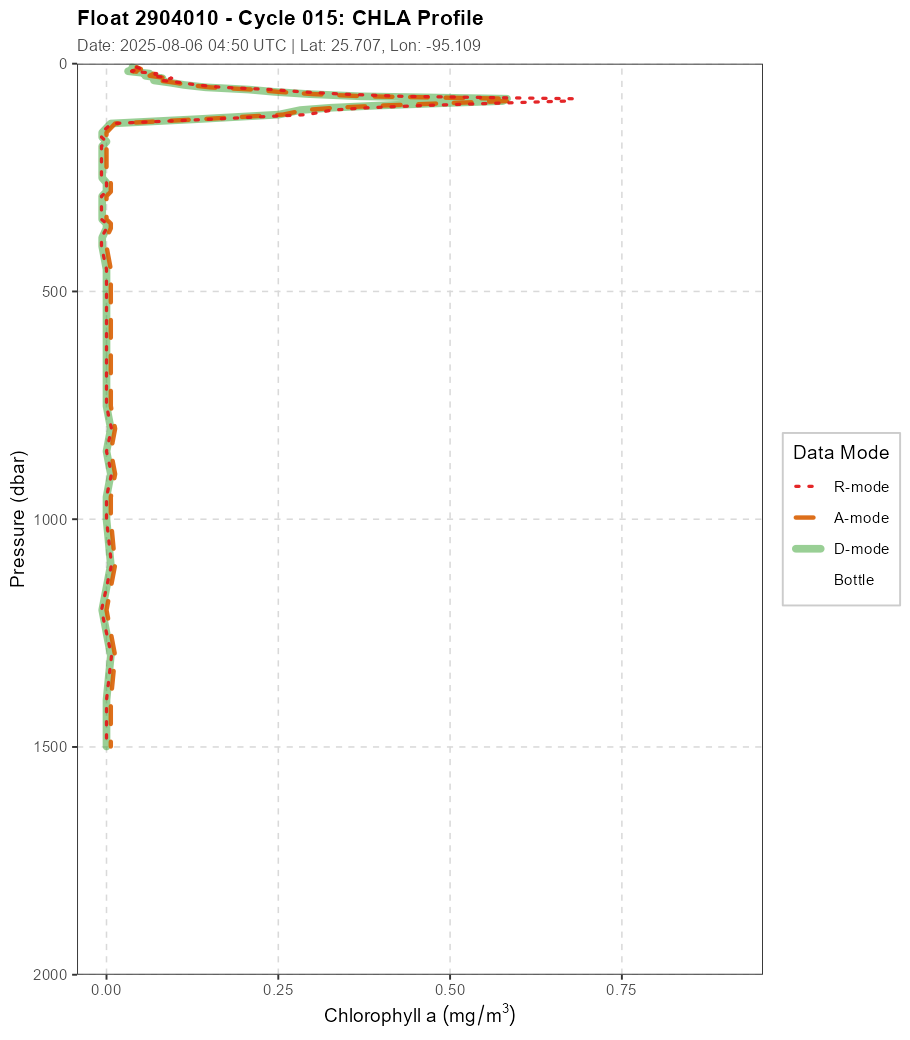 Float 2904010 - Cycle 015: CHLA Profile
Date: 2025-08-06 04:50 UTC | Lat: 25.707, Lon: -95.109
0
500
1000
1500
2000
Pressure (dbar)
0.00
0.25
0.50
0.75
Chlorophyll a (mg/m³)
Data Mode
R-mode
A-mode
D-mode
Bottle